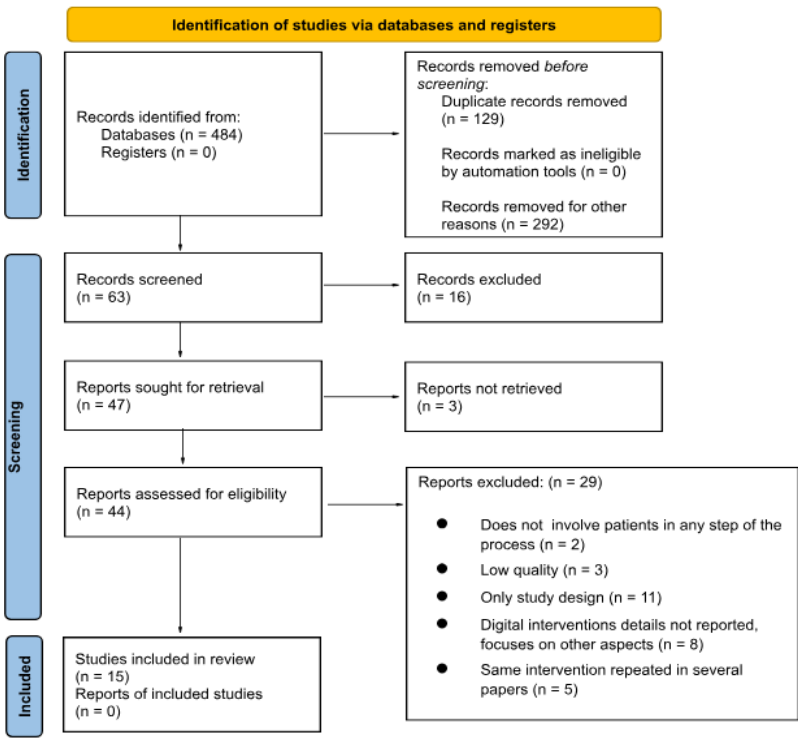 Identification of studies via databases and registers
Identification
Records identified from:
Databases (n = 484)
Registers (n = 0)
Records removed before
screening:
Duplicate records removed
(n = 129)
Records marked as ineligible
by automation tools (n = 0)
Records removed for other
reasons (n = 292)
Screening
Records screened
(n = 63)
Records excluded
(n = 16)
Reports sought for retrieval
(n = 47)
Reports not retrieved
(n = 3)
Reports assessed for eligibility
(n = 44)
Reports excluded: (n = 29)
● Does not involve patients in any step of the
process (n = 2)
● Low quality (n = 3)
● Only study design (n = 11)
● Digital interventions details not reported,
focuses on other aspects (n = 8)
● Same intervention repeated in several
papers (n = 5)
Included
Studies included in review
(n = 15)
Reports of included studies
(n = 0)